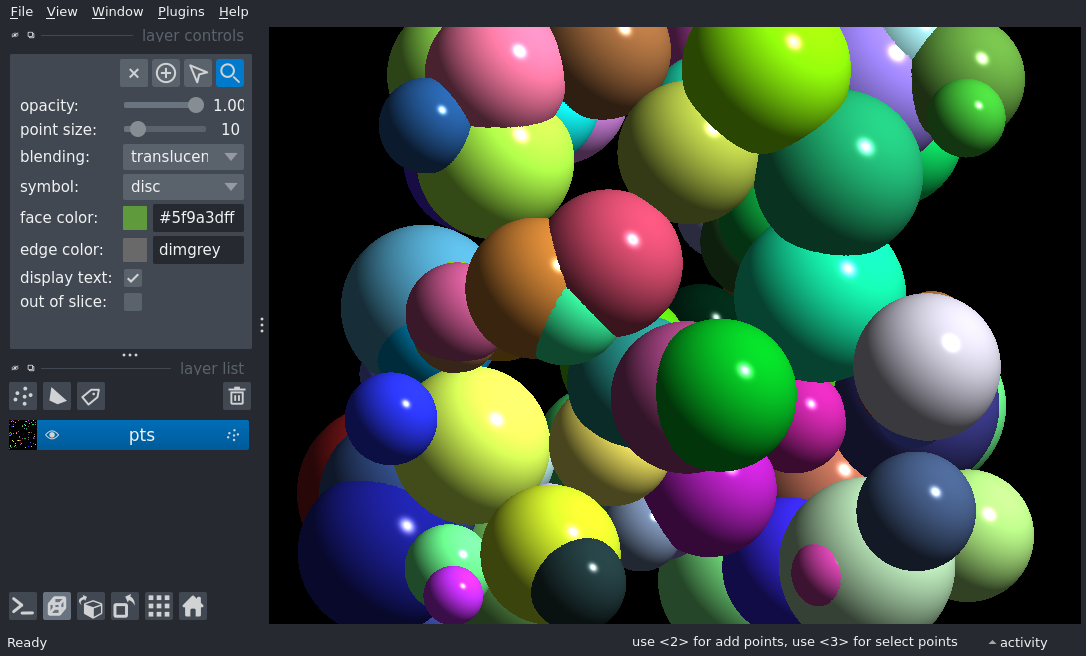 File View Window Plugins Help
layer controls
opacity: 1.00
point size: 10
blending: translucen
symbol: disc
face color: #5f9a3dff
edge color: dimgrey
display text:
out of slice:
layer list
pts
Ready
use <2> for add points, use <3> for select points
activity